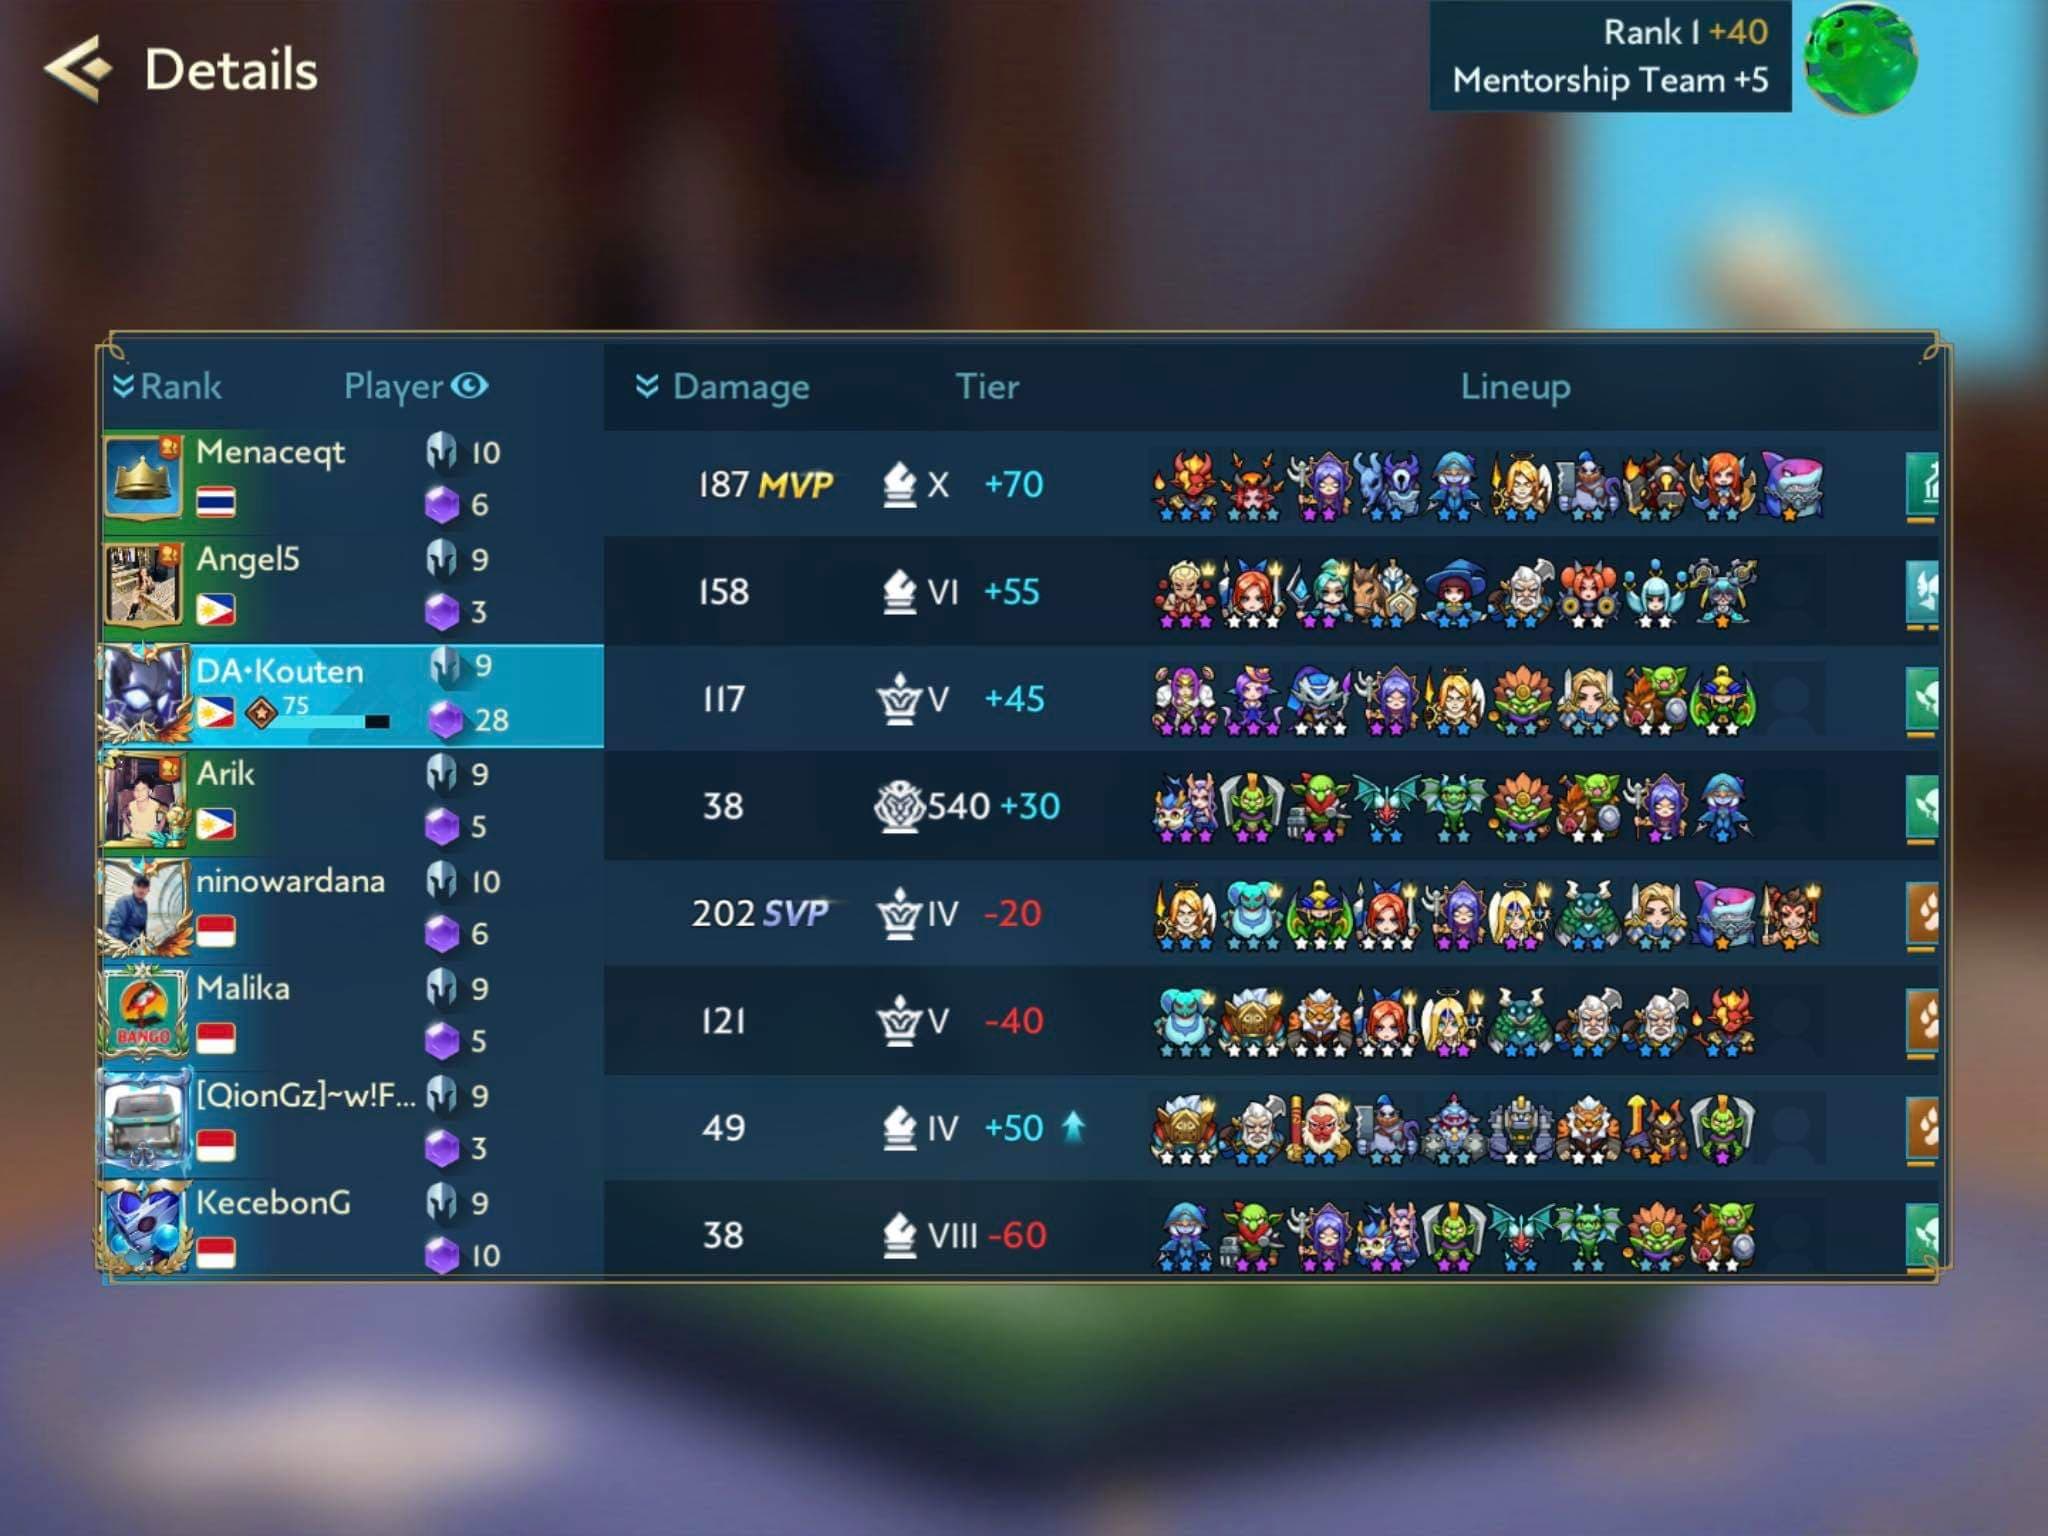 Details
Rank 1 +40
Mentorship Team +5
Rank Player Damage Tier Lineup
Menaceqt 10 6 187 MVP X +70
Angel5 9 3 158 VI +55
DA•Kouten 75 9 28 117 V +45
Arik 9 5 38 540 +30
ninowardana 10 6 202 SVP IV -20
Malika 9 5 121 V -40
BANGO
[QionGz]~w!F... 9 3 49 IV +50
KecebonG 9 10 38 VIII -60